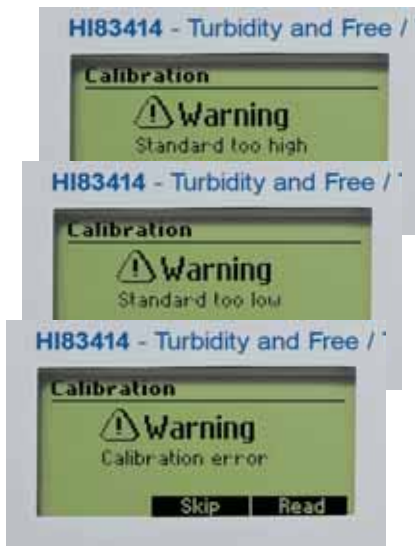 HI83414 - Turbidity and Free /
Calibration
Warning
Standard too high
HI83414 - Turbidity and Free /
Calibration
Warning
Standard too low
HI83414 - Turbidity and Free /
Calibration
Warning
Calibration error
Skip Read